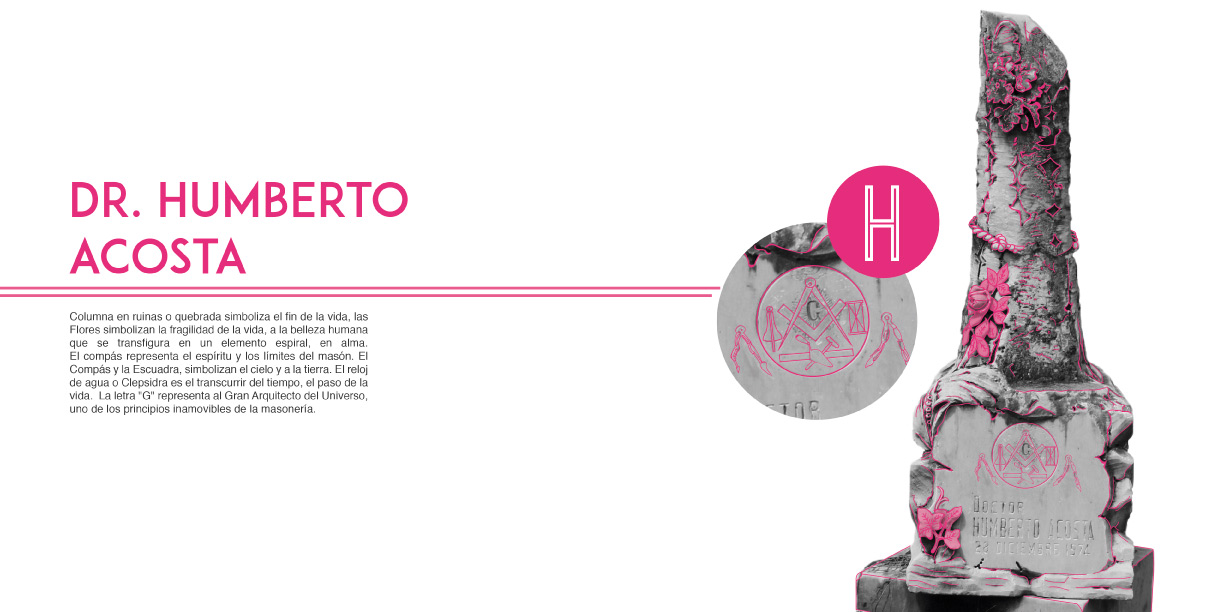 DR. HUMBERTO
ACOSTA
Columna en ruinas o quebrada simboliza el fin de la vida, las
Flores simbolizan la fragilidad de la vida, a la belleza humana
que se transfigura en un elemento espiral, en alma.
El compás representa el espíritu y los límites del masón. El
Compás y la Escuadra, simbolizan el cielo y a la tierra. El reloj
de agua o Clepsidra es el transcurrir del tiempo, el paso de la
vida. La letra "G" representa al Gran Arquitecto del Universo,
uno de los principios inamovibles de la masonería.
H
G
CTOR
G
DOCTOR
HUMBERTO ACOSTA
DICIEMBRE